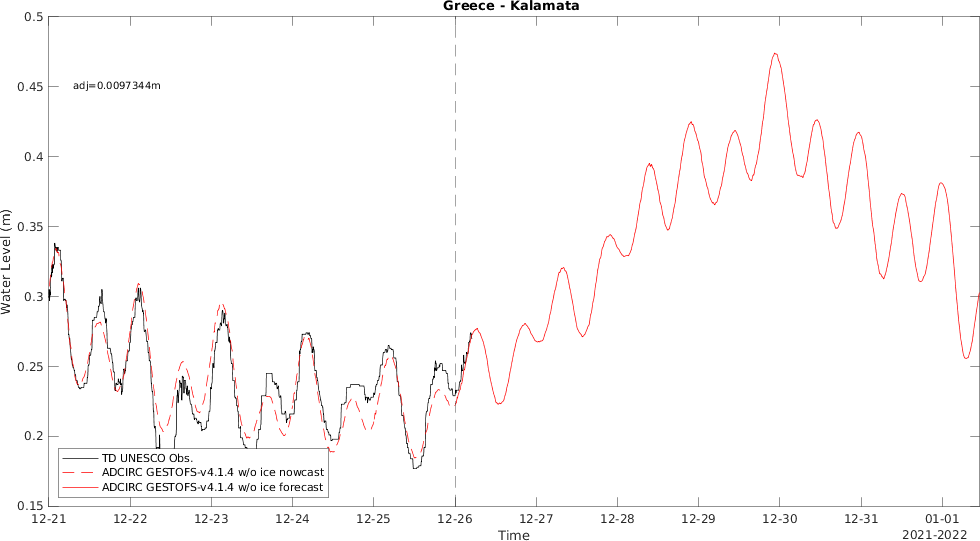 Greece - Kalamata
0.5
0.45
0.4
0.35
0.3
0.25
0.2
0.15
Water Level (m)
adj=0.0097344m
TD UNESCO Obs.
ADCIRC GESTOFS-v4.1.4 w/o ice nowcast
ADCIRC GESTOFS-v4.1.4 w/o ice forecast
12-21 12-22 12-23 12-24 12-25 12-26 12-27 12-28 12-29 12-30 12-31 01-01
Time
2021-2022